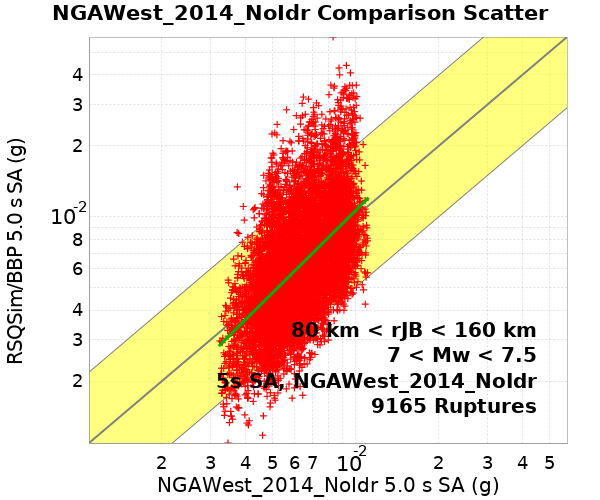 NGAWest_2014_NoIdr Comparison Scatter
4
3
2
10-2
8
6
4
3
2
RSQSim/BBP 5.0 s SA (g)
80 km < rJB < 160 km
7 < Mw < 7.5
5s SA, NGAWest_2014_NoIdr
9165 Ruptures
2 3 4 5 6 7 10-2 2 3 4 5
NGAWest_2014_NoIdr 5.0 s SA (g)